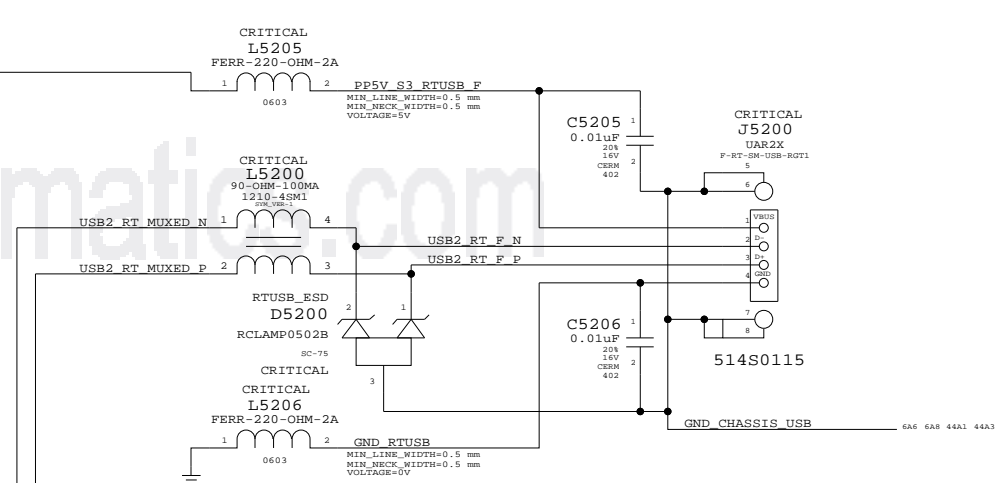 CRITICAL
L5205
FERR-220-OHM-2A
1 2
0603
PP5V_S3_RTUSB_F
MIN_LINE_WIDTH=0.5 mm
MIN_NECK_WIDTH=0.5 mm
VOLTAGE=5V
C5205
0.01uF
20%
16V
CERM
402
1
2
CRITICAL
J5200
UAR2X
F-RT-SM-USB-RGT1
5
6
matics.com
CRITICAL
L5200
90-OHM-100MA
1210-4SM1
SYM_VER-1
USB2_RT_MUXED_N 1 4
USB2_RT_MUXED_P 2 3
USB2_RT_F_N
USB2_RT_F_P
1 VBUS
2 D-
3 D+
4 GND
RTUSB_ESD
D5200
RCLAMP0502B
SC-75
CRITICAL
2 1
3
C5206
0.01uF
20%
16V
CERM
402
1
2
7
8
514S0115
CRITICAL
L5206
FERR-220-OHM-2A
1 2
0603
GND_RTUSB
MIN_LINE_WIDTH=0.5 mm
MIN_NECK_WIDTH=0.5 mm
VOLTAGE=0V
GND_CHASSIS_USB 6A6 6A8 44A1 44A3